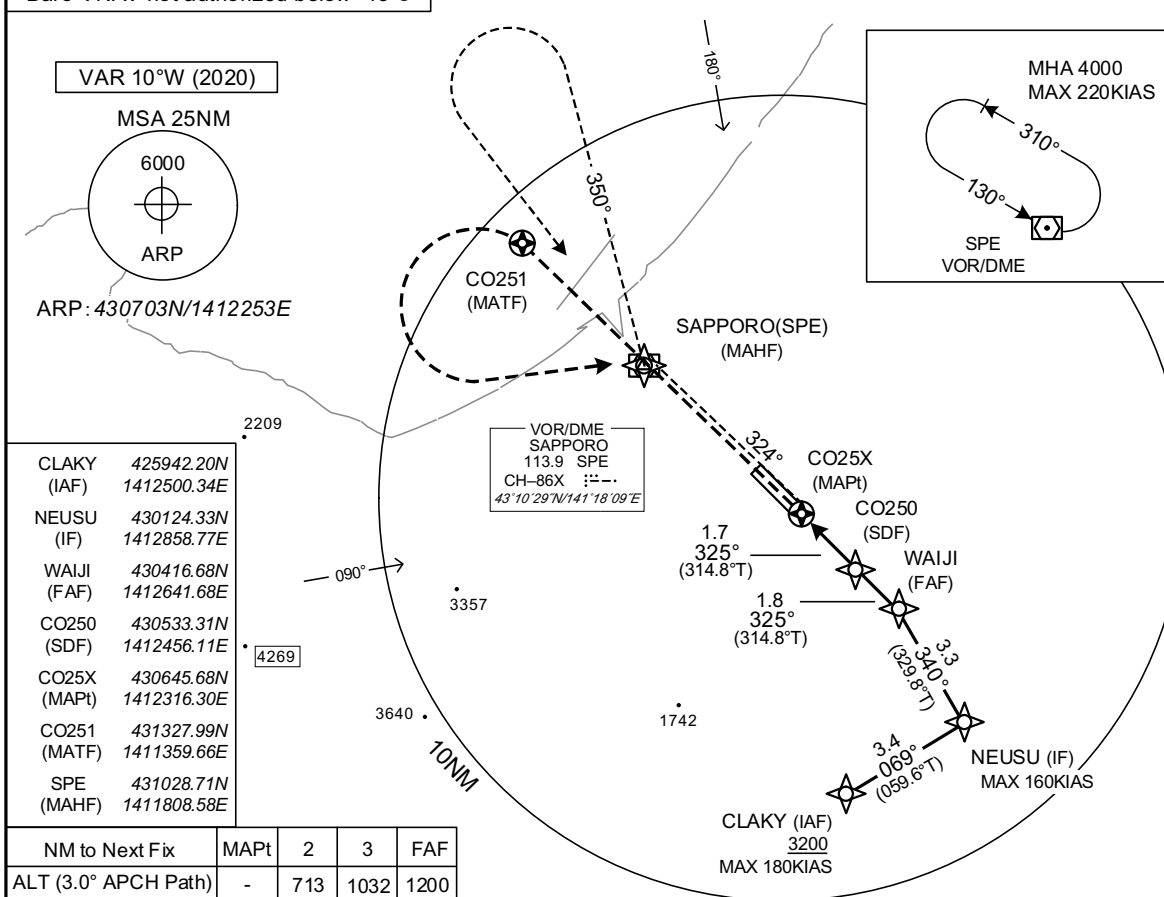 VAR 10°W (2020)
MSA 25NM
6000
ARP
ARP: 430703N/1412253E
180°
MHA 4000
MAX 220KIAS
310°
130°
SPE
VOR/DME
350°
CO251
(MATF)
SAPPORO(SPE)
(MAHF)
VOR/DME
SAPPORO
113.9 SPE
CH–86X
43°10'29"N/141°18'09"E
324°
CO25X
(MAPt)
CO250
(SDF)
WAIJI
(FAF)
1.7
325°
(314.8°T)
1.8
325°
(314.8°T)
3.3
340°
(329.8°T)
3.4
069°
(059.6°T)
NEUSU (IF)
MAX 160KIAS
CLAKY (IAF)
3200
MAX 180KIAS
090°
2209
3357
4269
3640
1742
10NM
CLAKY 425942.20N
(IAF) 1412500.34E
NEUSU 430124.33N
(IF) 1412858.77E
WAIJI 430416.68N
(FAF) 1412641.68E
CO250 430533.31N
(SDF) 1412456.11E
CO25X 430645.68N
(MAPt) 1412316.30E
CO251 431327.99N
(MATF) 1411359.66E
SPE 431028.71N
(MAHF) 1411808.58E
NM to Next Fix MAPt 2 3 FAF
ALT (3.0° APCH Path) - 713 1032 1200